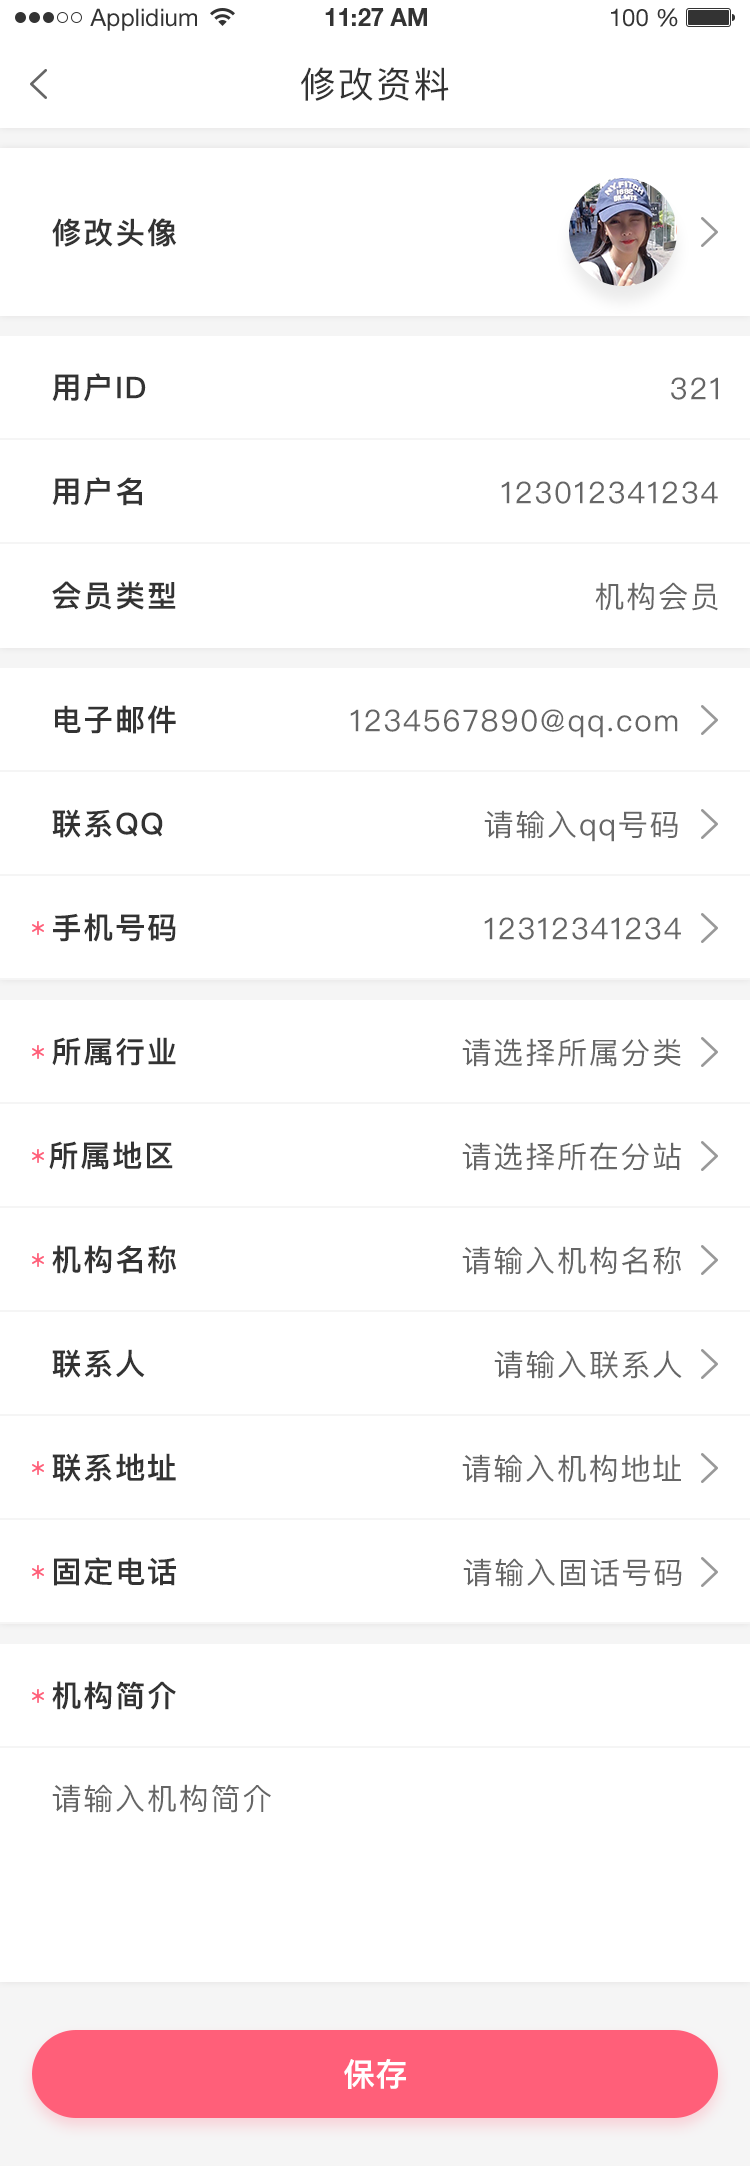 Applidium 11:27 AM 100 %
修改资料
修改头像
NY.FITCH
1892
用户ID 321
用户名 123012341234
会员类型 机构会员
电子邮件 1234567890@qq.com
联系QQ 请输入qq号码
*手机号码 12312341234
*所属行业 请选择所属分类
*所属地区 请选择所在分站
*机构名称 请输入机构名称
联系人 请输入联系人
*联系地址 请输入机构地址
*固定电话 请输入固话号码
*机构简介
请输入机构简介
保存